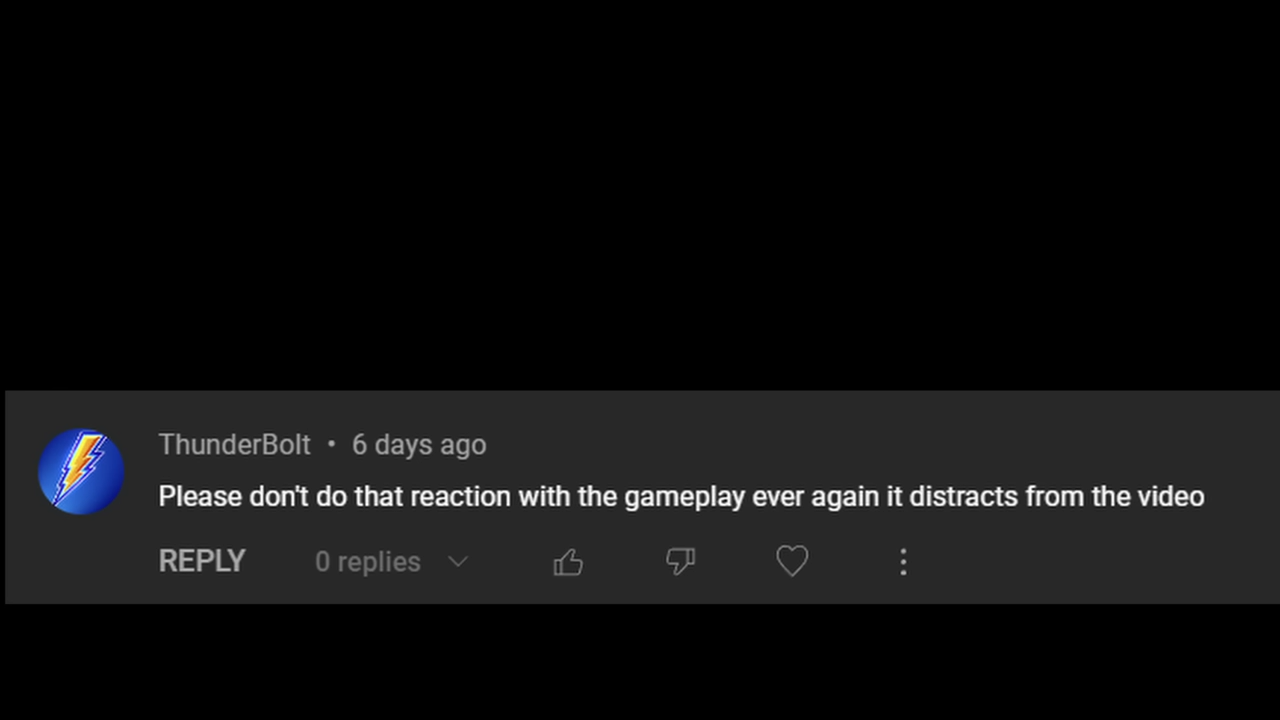 ThunderBolt • 6 days ago
Please don't do that reaction with the gameplay ever again it distracts from the video
REPLY 0 replies